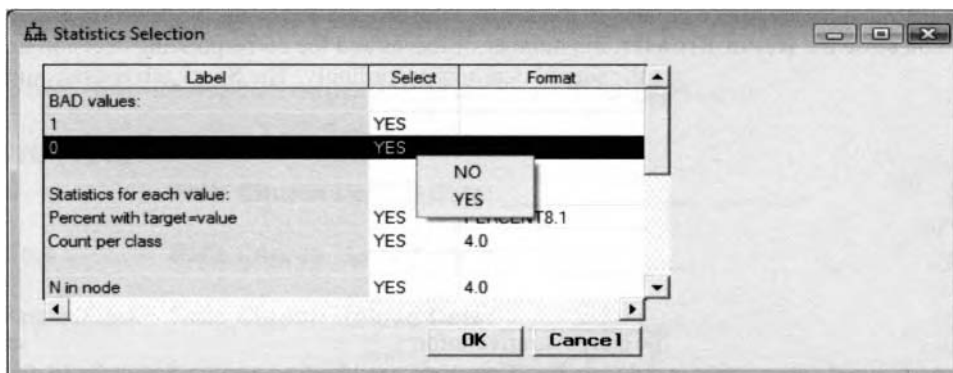 Statistics Selection
Label Select Format
BAD values:
1 YES
0 YES
NO
Statistics for each value:
YES
Percent with target=value YES PERCENT8.1
Count per class YES 4.0
N in node YES 4.0
OK Cancel